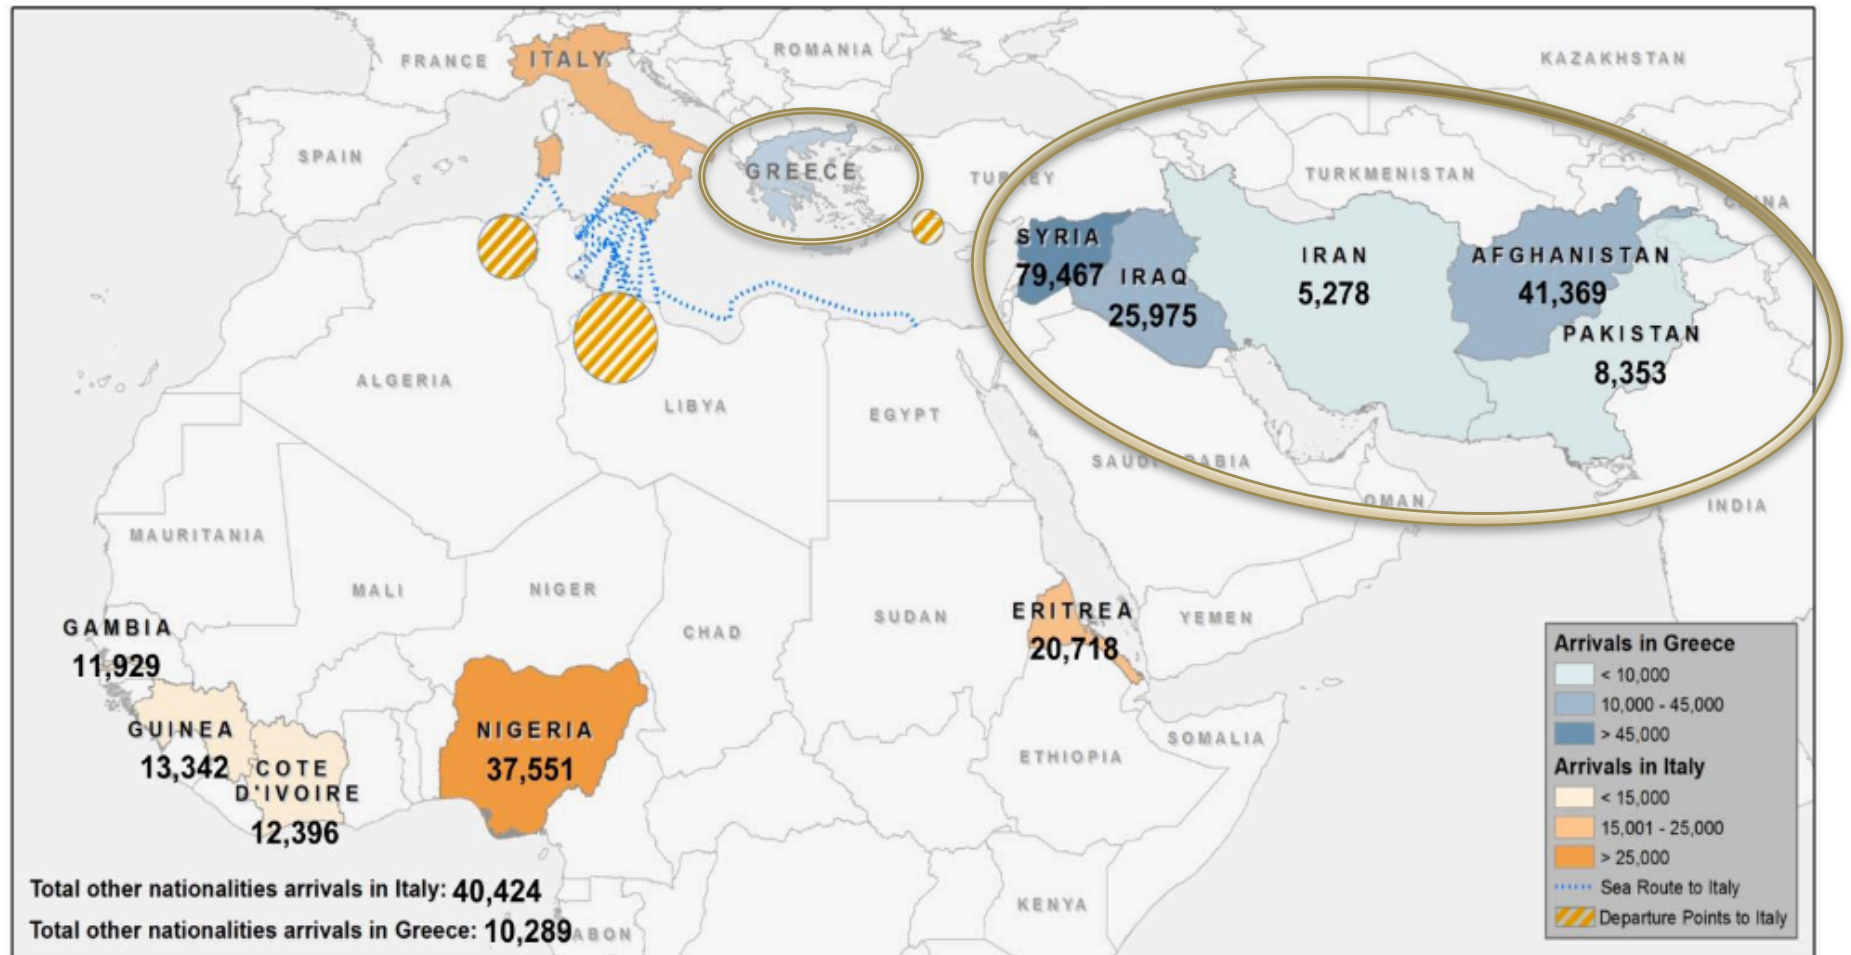 ITALY
FRANCE
ROMANIA
KAZAKHSTAN
SPAIN
GREECE
TURKEY
TURKMENISTAN
CHINA
SYRIA
79,467
IRAQ
25,975
IRAN
5,278
AFGHANISTAN
41,369
PAKISTAN
8,353
ALGERIA
LIBYA
EGYPT
SAUDI ARABIA
OMAN
INDIA
MAURITANIA
MALI
NIGER
CHAD
SUDAN
ERITREA
20,718
YEMEN
GAMBIA
11,929
GUINEA
13,342
COTE
D'IVOIRE
12,396
NIGERIA
37,551
ETHIOPIA
SOMALIA
KENYA
Arrivals in Greece
< 10,000
10,000 - 45,000
> 45,000
Arrivals in Italy
< 15,000
15,001 - 25,000
> 25,000
Sea Route to Italy
Departure Points to Italy
Total other nationalities arrivals in Italy: 40,424
Total other nationalities arrivals in Greece: 10,289
ABON